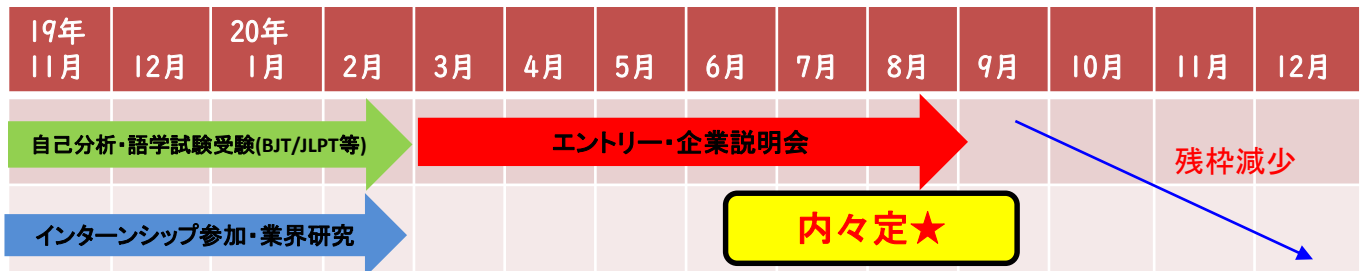 19年 20年
11月 12月 1月 2月 3月 4月 5月 6月 7月 8月 9月 10月 11月 12月
自己分析・語学試験受験(BJT/JLPT等) エントリー・企業説明会
残枠減少
インターンシップ参加・業界研究 内々定★